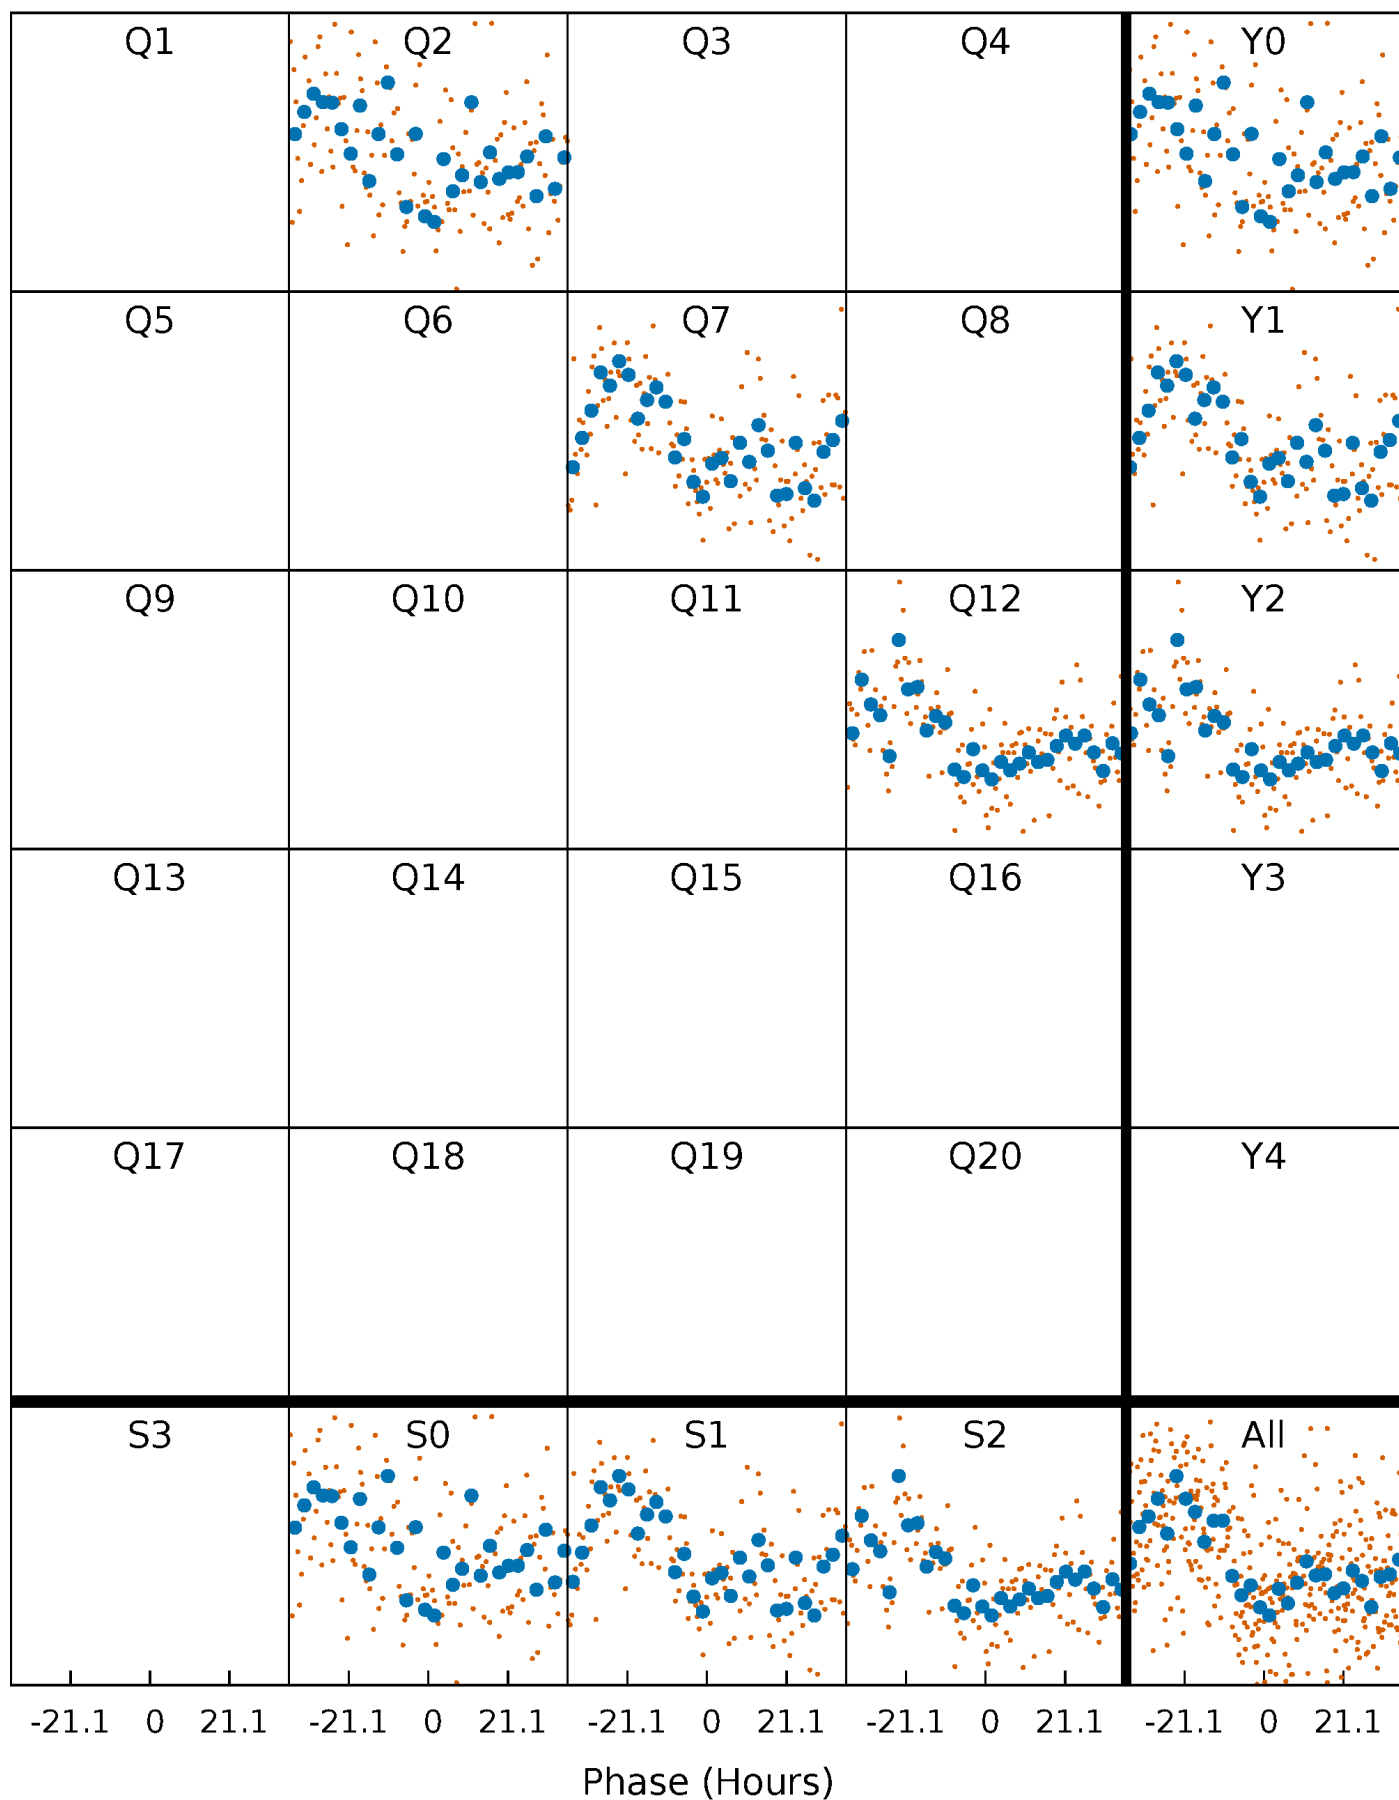 Q1 Q2 Q3 Q4 Y0
Q5 Q6 Q7 Q8 Y1
Q9 Q10 Q11 Q12 Y2
Q13 Q14 Q15 Q16 Y3
Q17 Q18 Q19 Q20 Y4
S3 S0 S1 S2 All
-21.1 0 21.1 -21.1 0 21.1 -21.1 0 21.1 -21.1 0 21.1 -21.1 0 21.1
Phase (Hours)